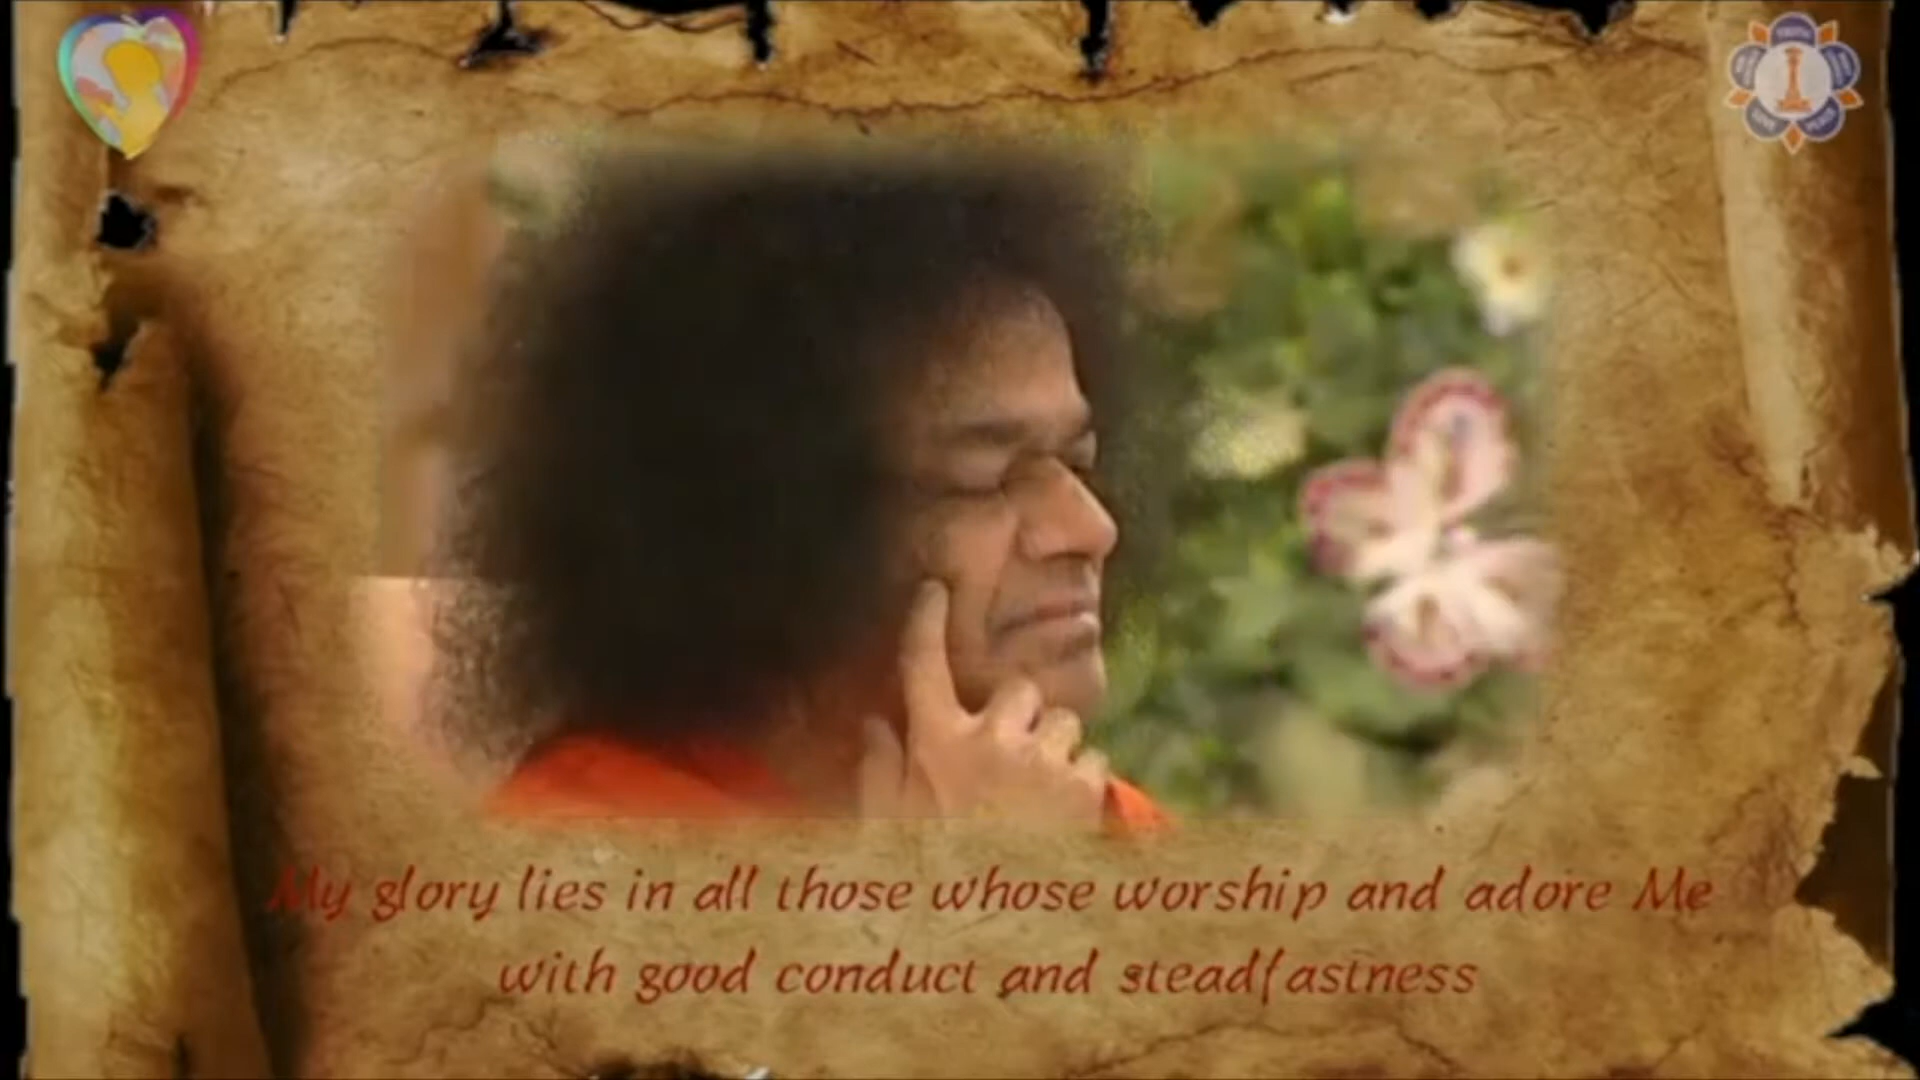 My glory lies in all those whose worship and adore Me
with good conduct and steadfastness